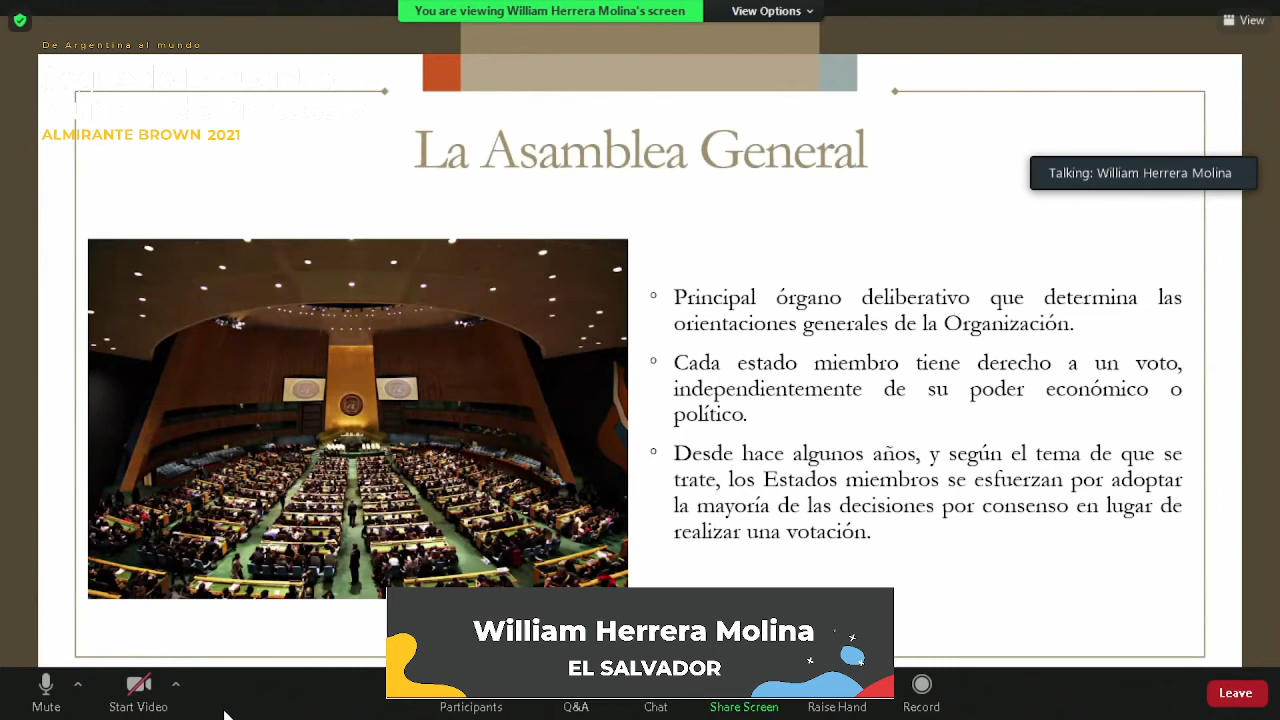 You are viewing William Herrera Molina's screen
View Options
View
De Argentina al mundo
ALMIRANTE BROWN 2021
La Asamblea General
Talking: William Herrera Molina
Principal órgano deliberativo que determina las
orientaciones generales de la Organización.
Cada estado miembro tiene derecho a un voto,
independientemente de su poder económico o
político.
Desde hace algunos años, y según el tema de que se
trate, los Estados miembros se esfuerzan por adoptar
la mayoría de las decisiones por consenso en lugar de
realizar una votación.
William Herrera Molina
EL SALVADOR
Mute
Start Video
Participants
Q&A
Chat
Share Screen
Raise Hand
Record
Leave